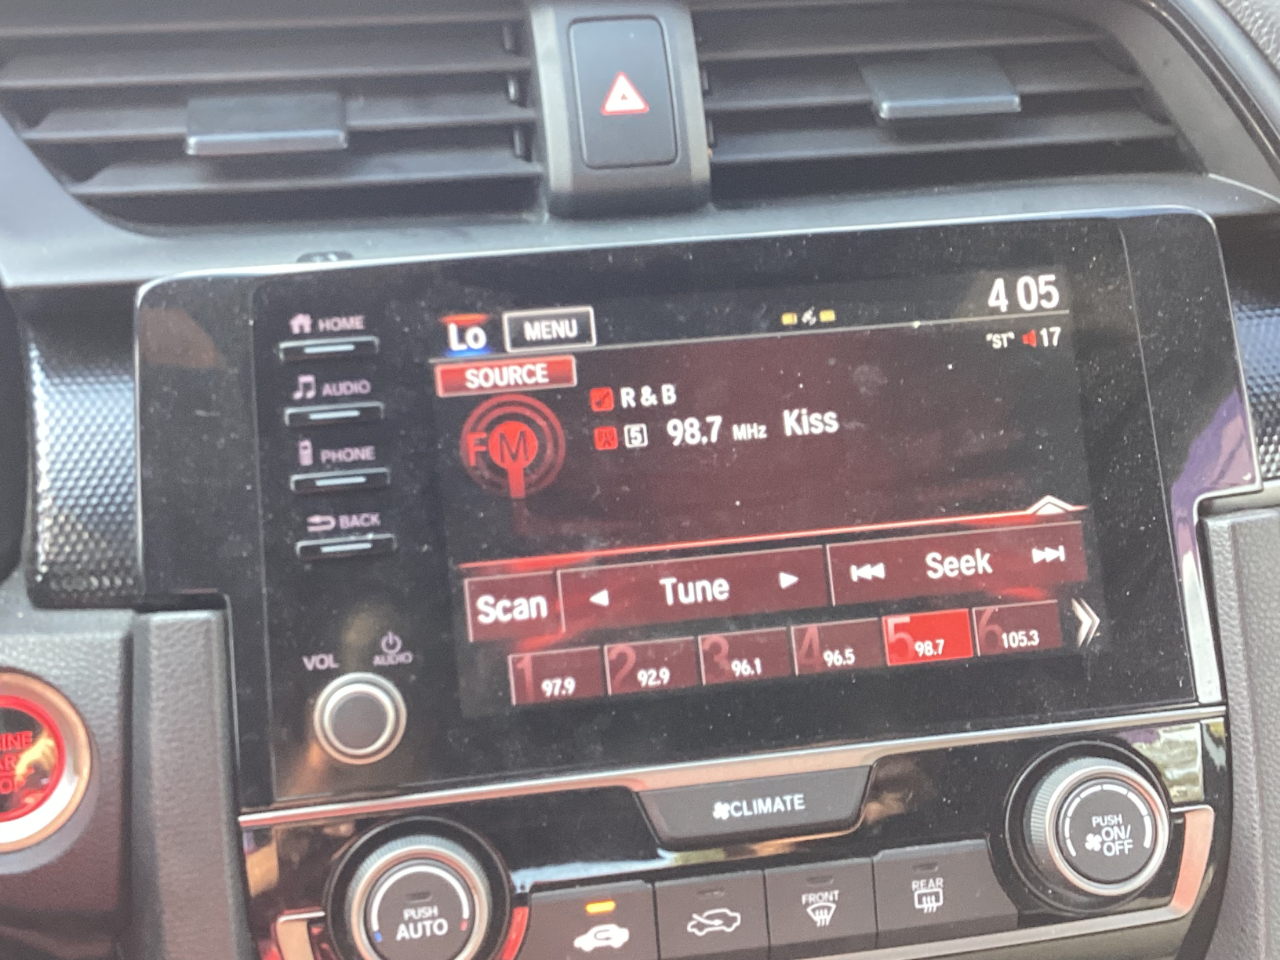 HOME
AUDIO
PHONE
BACK
VOL
AUDIO
Lo MENU
4 05
"ST" 17
SOURCE
FM
R & B
5 98.7 MHz Kiss
Scan Tune Seek
1 97.9
2 92.9
3 96.1
4 96.5
5 98.7
6 105.3
CLIMATE
PUSH
AUTO
FRONT
REAR
PUSH
ON/
OFF